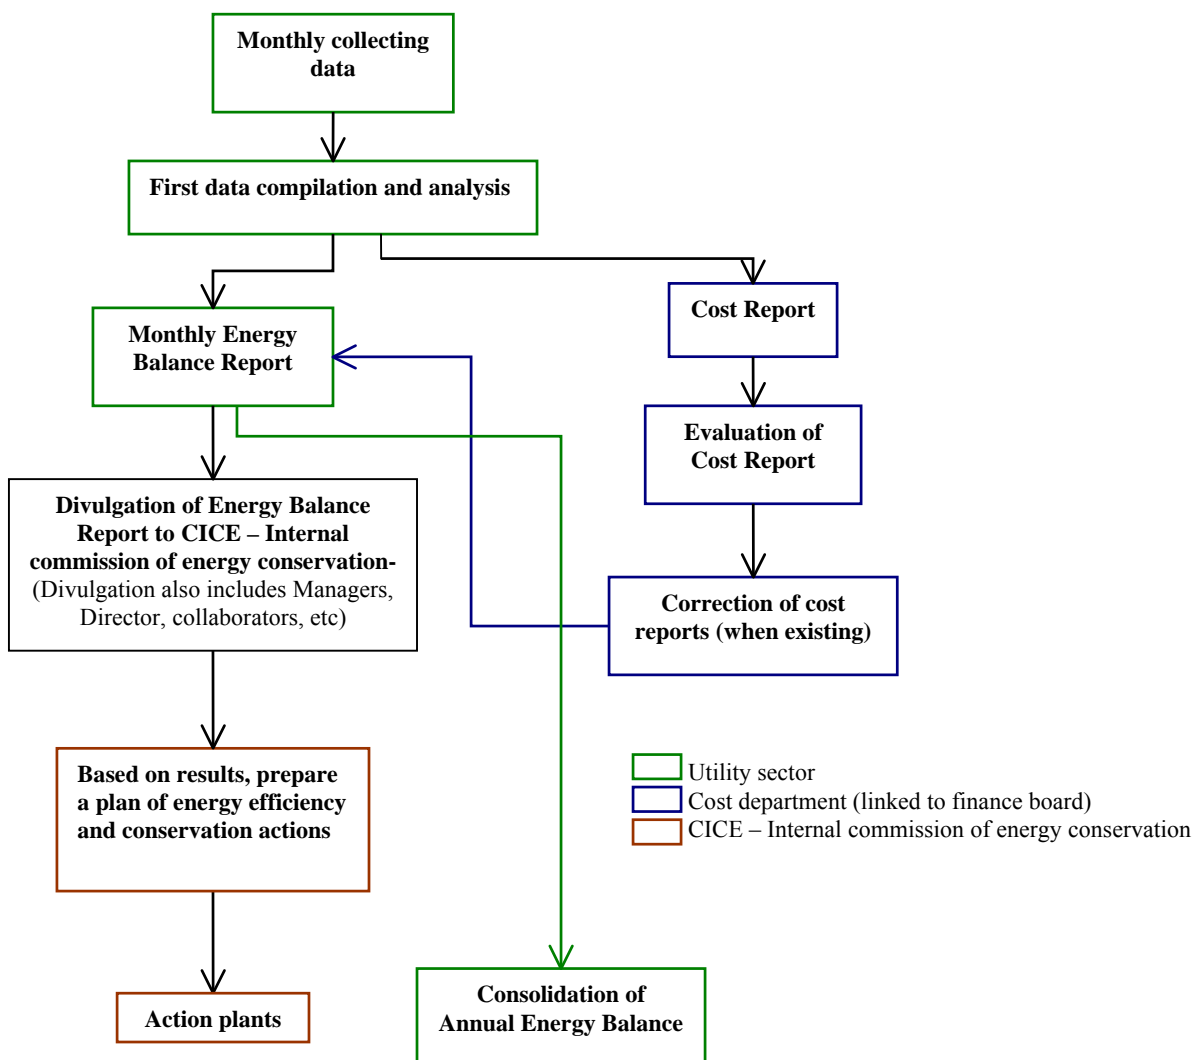 Monthly collecting
data
First data compilation and analysis
Monthly Energy
Balance Report
Cost Report
Evaluation of
Cost Report
Divulgation of Energy Balance
Report to CICE – Internal
commission of energy conservation-
(Divulgation also includes Managers,
Director, collaborators, etc)
Correction of cost
reports (when existing)
Based on results, prepare
a plan of energy efficiency
and conservation actions
Utility sector
Cost department (linked to finance board)
CICE – Internal commission of energy conservation
Action plants
Consolidation of
Annual Energy Balance